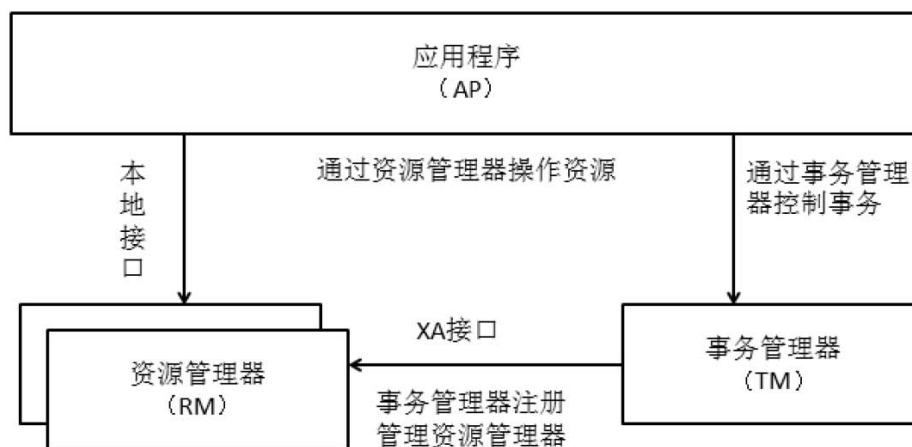 应用程序
（AP）
本
地
接
口
通过资源管理器操作资源
通过事务管理
器控制事务
XA接口
资源管理器
（RM）
事务管理器
（TM）
事务管理器注册
管理资源管理器